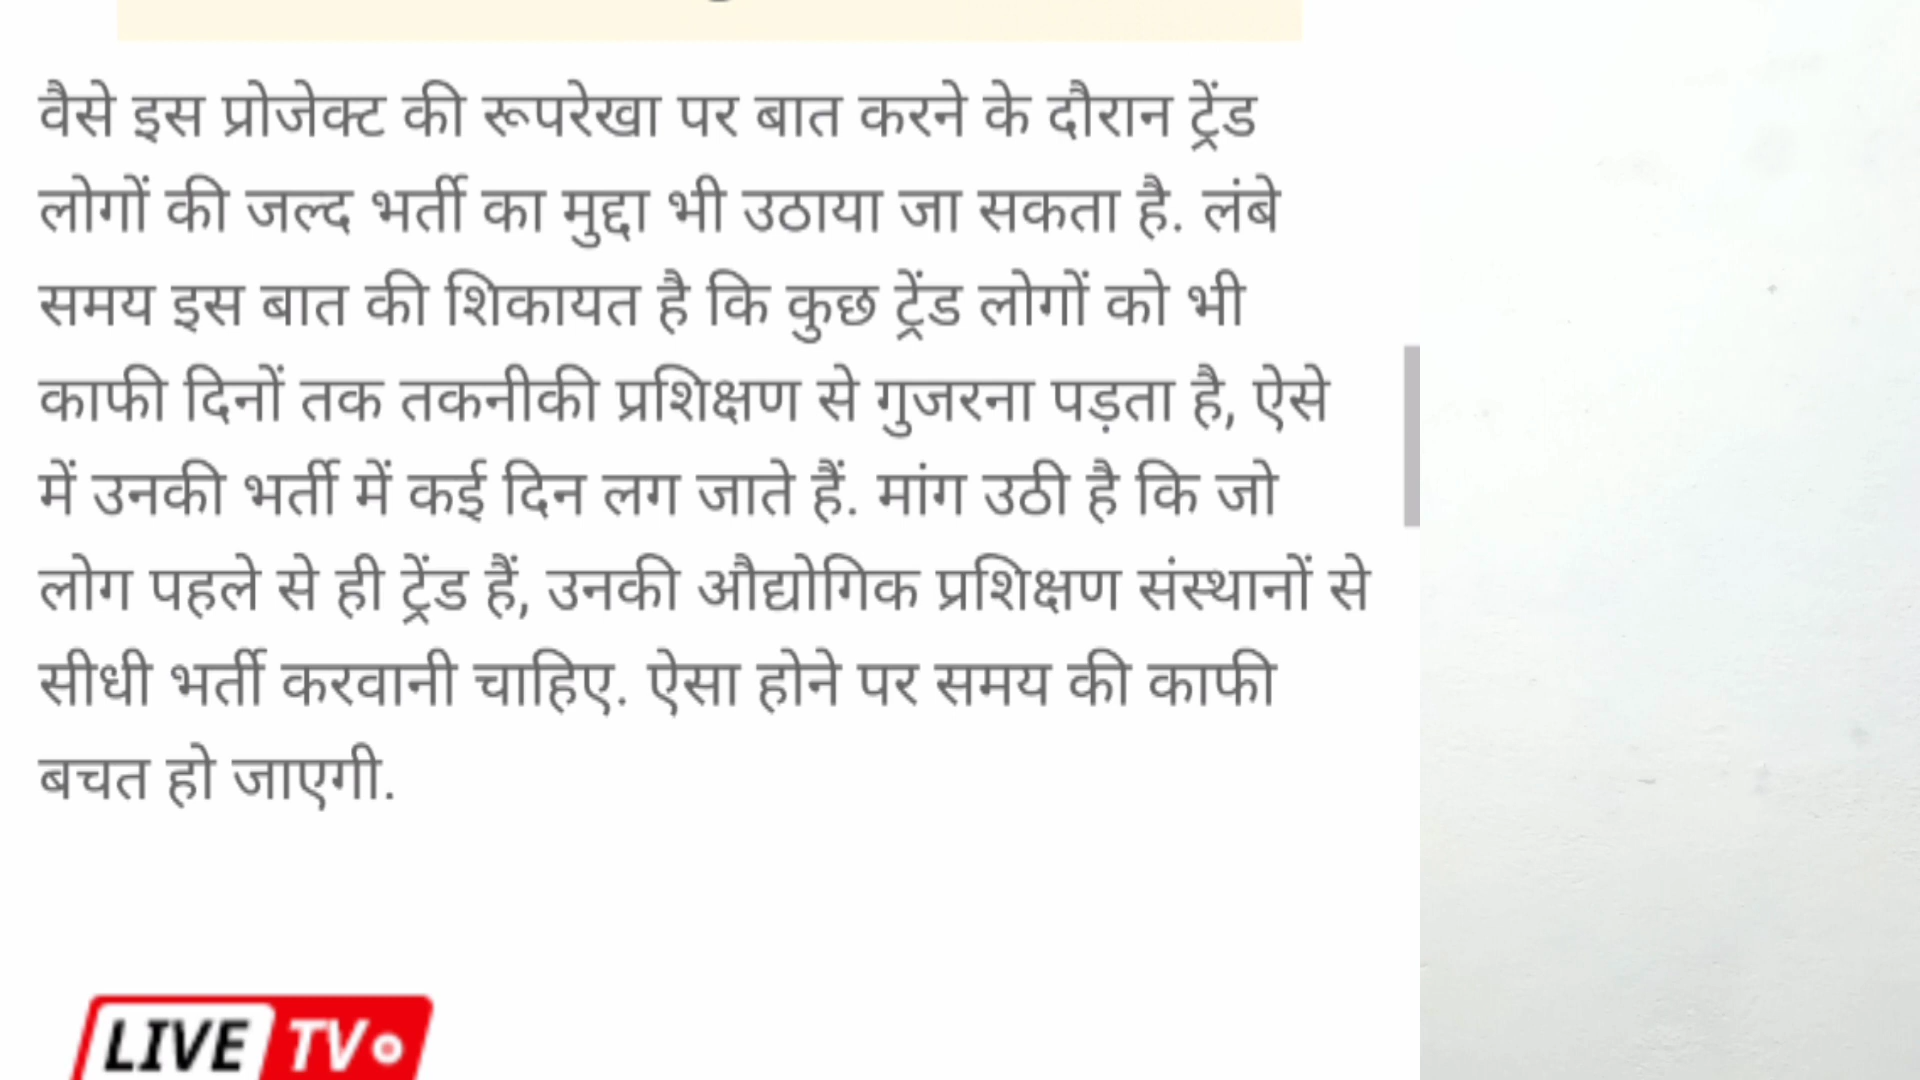 वैसे इस प्रोजेक्ट की रूपरेखा पर बात करने के दौरान ट्रेंड
लोगों की जल्द भर्ती का मुद्दा भी उठाया जा सकता है. लंबे
समय इस बात की शिकायत है कि कुछ ट्रेंड लोगों को भी
काफी दिनों तक तकनीकी प्रशिक्षण से गुजरना पड़ता है, ऐसे
में उनकी भर्ती में कई दिन लग जाते हैं. मांग उठी है कि जो
लोग पहले से ही ट्रेंड हैं, उनकी औद्योगिक प्रशिक्षण संस्थानों से
सीधी भर्ती करवानी चाहिए. ऐसा होने पर समय की काफी
बचत हो जाएगी.
LIVE TV